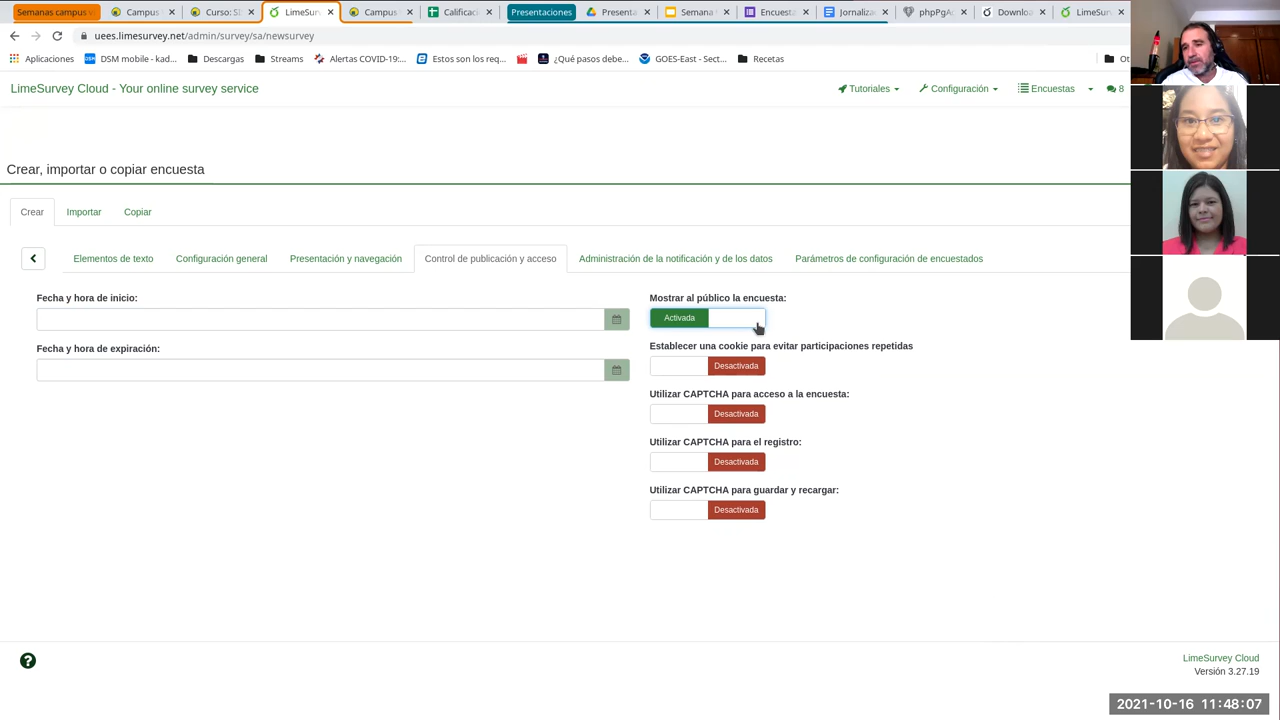 Semanas campus v
Campus
Curso: SI
LimeSurv
Campus
Calificaci
Presentaciones
Presenta
Semana
Encuesta
Jornaliza
phpPgA
Downloa
LimeSurv
uees.limesurvey.net/admin/survey/sa/newsurvey
Aplicaciones
DSM mobile - kad...
Descargas
Streams
Alertas COVID-19:...
Estos son los req...
¿Qué pasos debe...
GOES-East - Sect...
Recetas
Ot
LimeSurvey Cloud - Your online survey service
Tutoriales
Configuración
Encuestas
8
Crear, importar o copiar encuesta
Crear
Importar
Copiar
Elementos de texto
Configuración general
Presentación y navegación
Control de publicación y acceso
Administración de la notificación y de los datos
Parámetros de configuración de encuestados
Fecha y hora de inicio:
Fecha y hora de expiración:
Mostrar al público la encuesta:
Activada
Establecer una cookie para evitar participaciones repetidas
Desactivada
Utilizar CAPTCHA para acceso a la encuesta:
Desactivada
Utilizar CAPTCHA para el registro:
Desactivada
Utilizar CAPTCHA para guardar y recargar:
Desactivada
LimeSurvey Cloud
Versión 3.27.19
2021-10-16 11:48:07